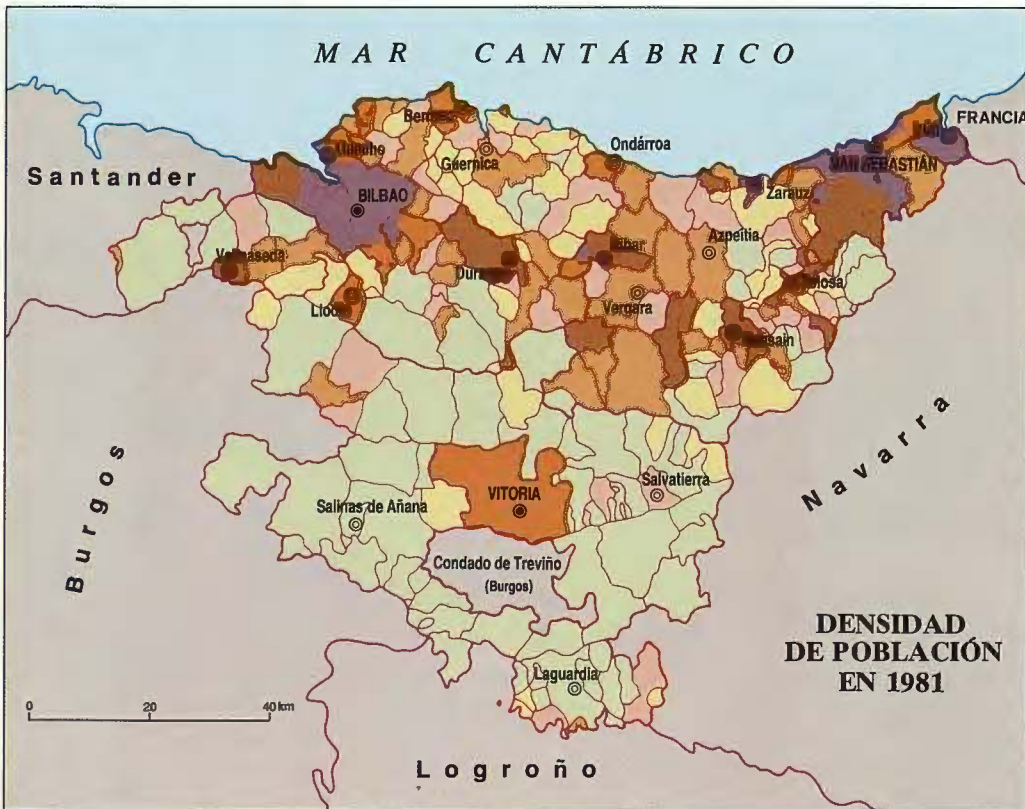 MAR CANTÁBRICO
Bermeo
FRANCIA
Irún
Ondárroa
Guernica
SAN SEBASTIÁN
Santander
BILBAO
Zarauz
Eibar
Azpeitia
Valmaseda
Durango
Tolosa
Vergara
Llodio
Beasain
Navarra
Burgos
Salvatierra
VITORIA
Salinas de Añana
Condado de Treviño
(Burgos)
DENSIDAD
DE POBLACIÓN
EN 1981
Laguardia
0 20 40 km
Logroño